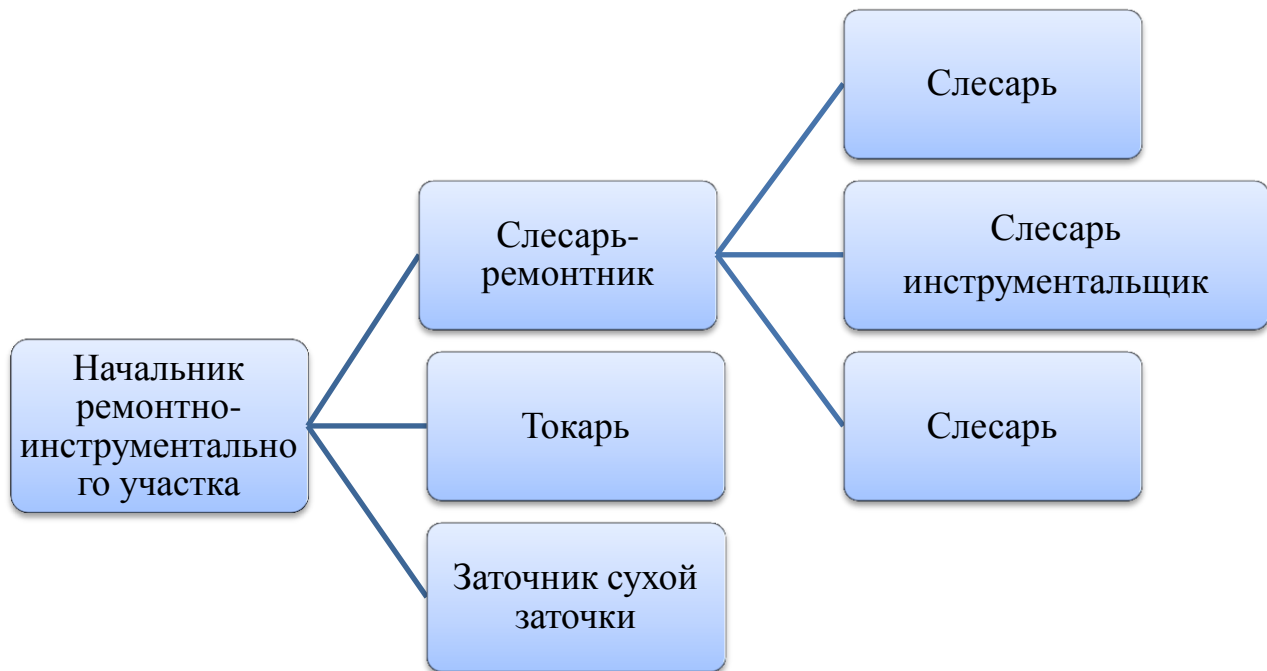 Начальник
ремонтно-
инструментально
го участка
Слесарь-
ремонтник
Токарь
Заточник сухой
заточки
Слесарь
Слесарь
инструментальщик
Слесарь